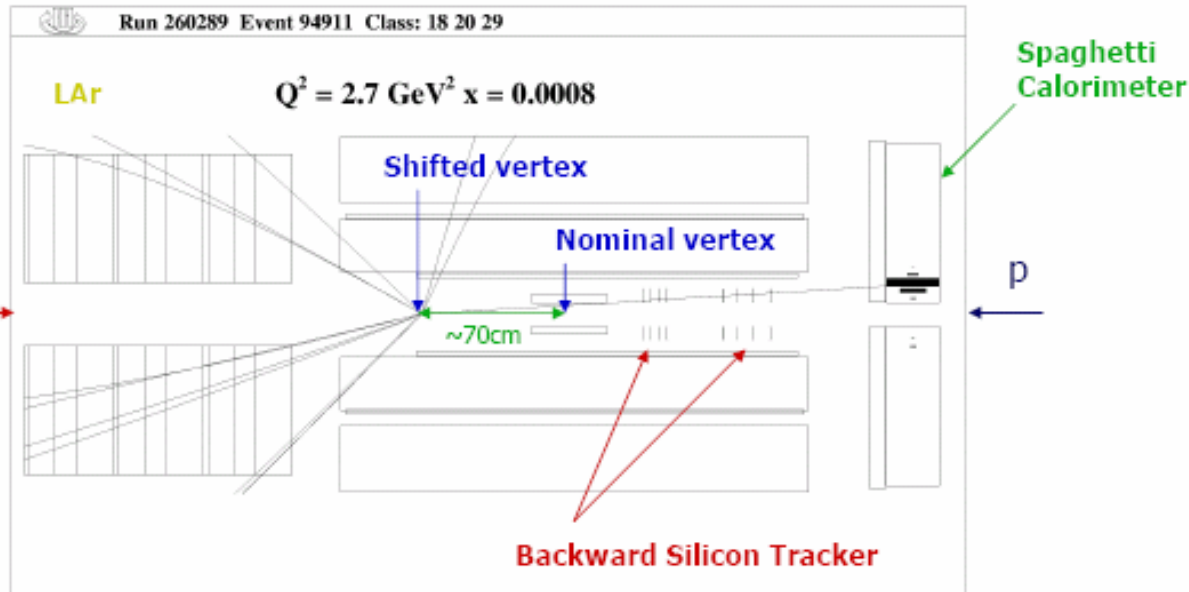 Run 260289 Event 94911 Class: 18 20 29
Spaghetti
Calorimeter
LAr
Q² = 2.7 GeV² x = 0.0008
Shifted vertex
Nominal vertex
p
~70cm
Backward Silicon Tracker